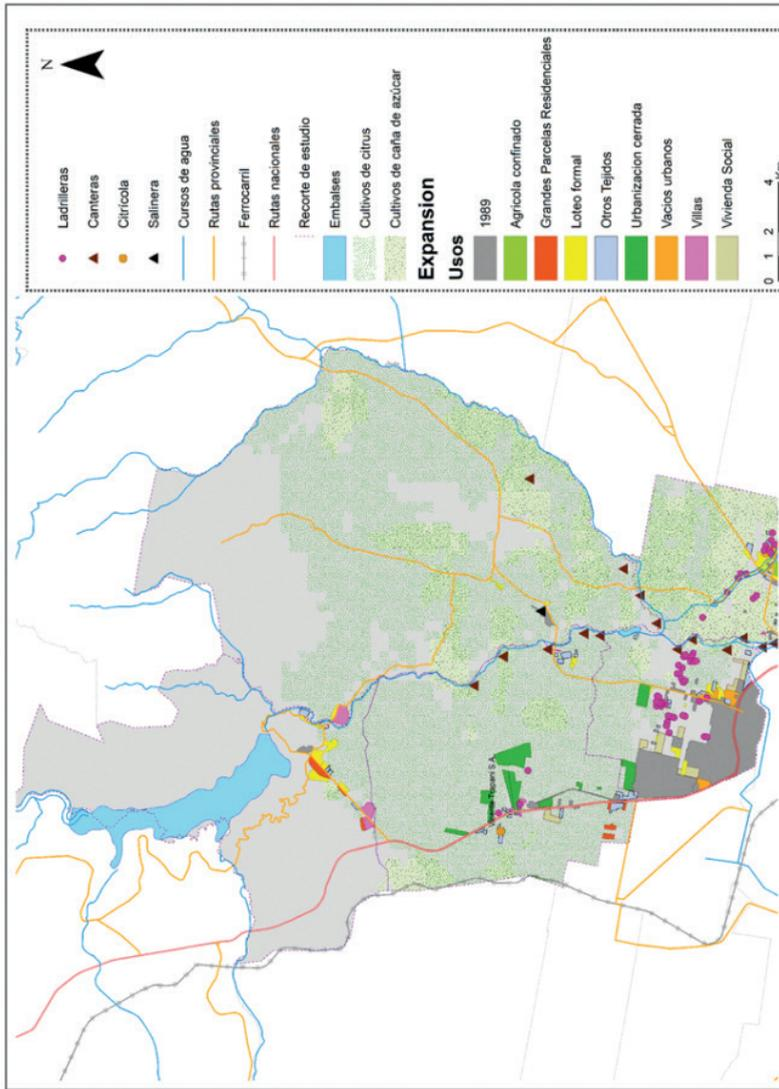 N
Ladrilleras
Canteras
Citrícola
Salinera
Cursos de agua
Rutas provinciales
Ferrocarril
Rutas nacionales
Recorte de estudio
Embalses
Cultivos de citrus
Cultivos de caña de azúcar
Expansion
Usos
1989
Agrícola confinado
Grandes Parcelas Residenciales
Loteo formal
Otros Tejidos
Urbanizacion cerrada
Vacios urbanos
Villas
Vivienda Social
0 1 2 4